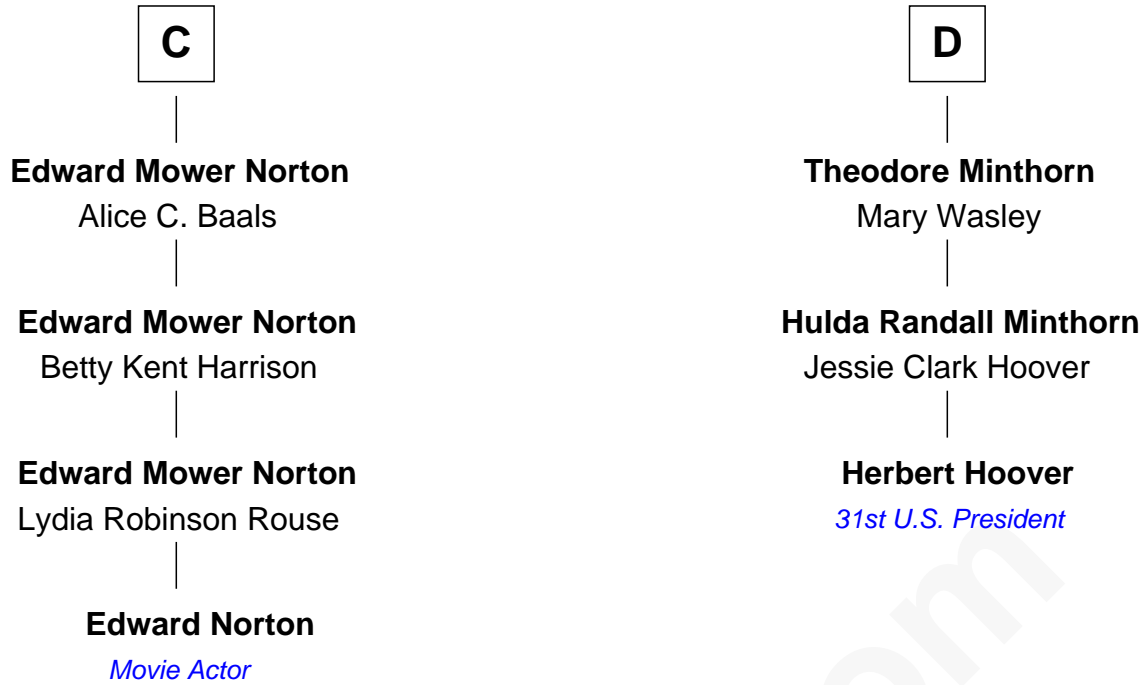 C
Edward Mower Norton
Alice C. Baals
Edward Mower Norton
Betty Kent Harrison
Edward Mower Norton
Lydia Robinson Rouse
Edward Norton
Movie Actor
D
Theodore Minthorn
Mary Wasley
Hulda Randall Minthorn
Jessie Clark Hoover
Herbert Hoover
31st U.S. President